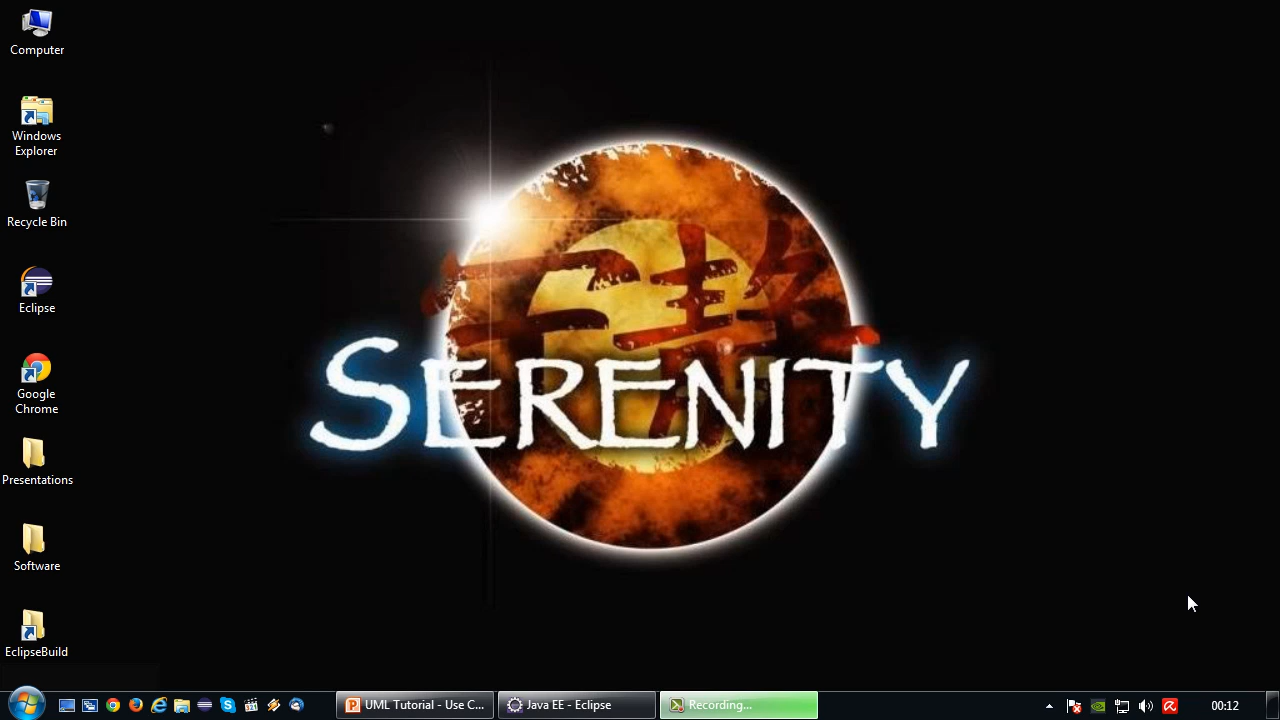 Computer
Windows
Explorer
Recycle Bin
Eclipse
Google
Chrome
Presentations
Software
EclipseBuild
SERENITY
UML Tutorial - Use C...
Java EE - Eclipse
Recording...
00:12